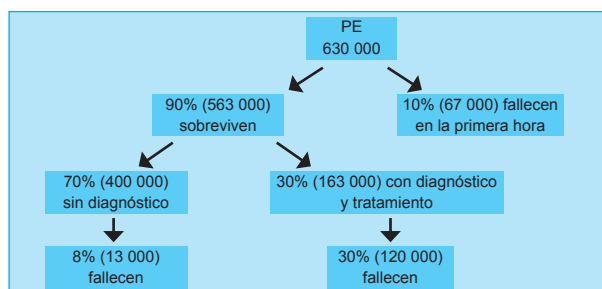 PE
630 000
90% (563 000)
sobreviven
10% (67 000) fallecen
en la primera hora
70% (400 000)
sin diagnóstico
30% (163 000) con diagnóstico
y tratamiento
8% (13 000)
fallecen
30% (120 000)
fallecen